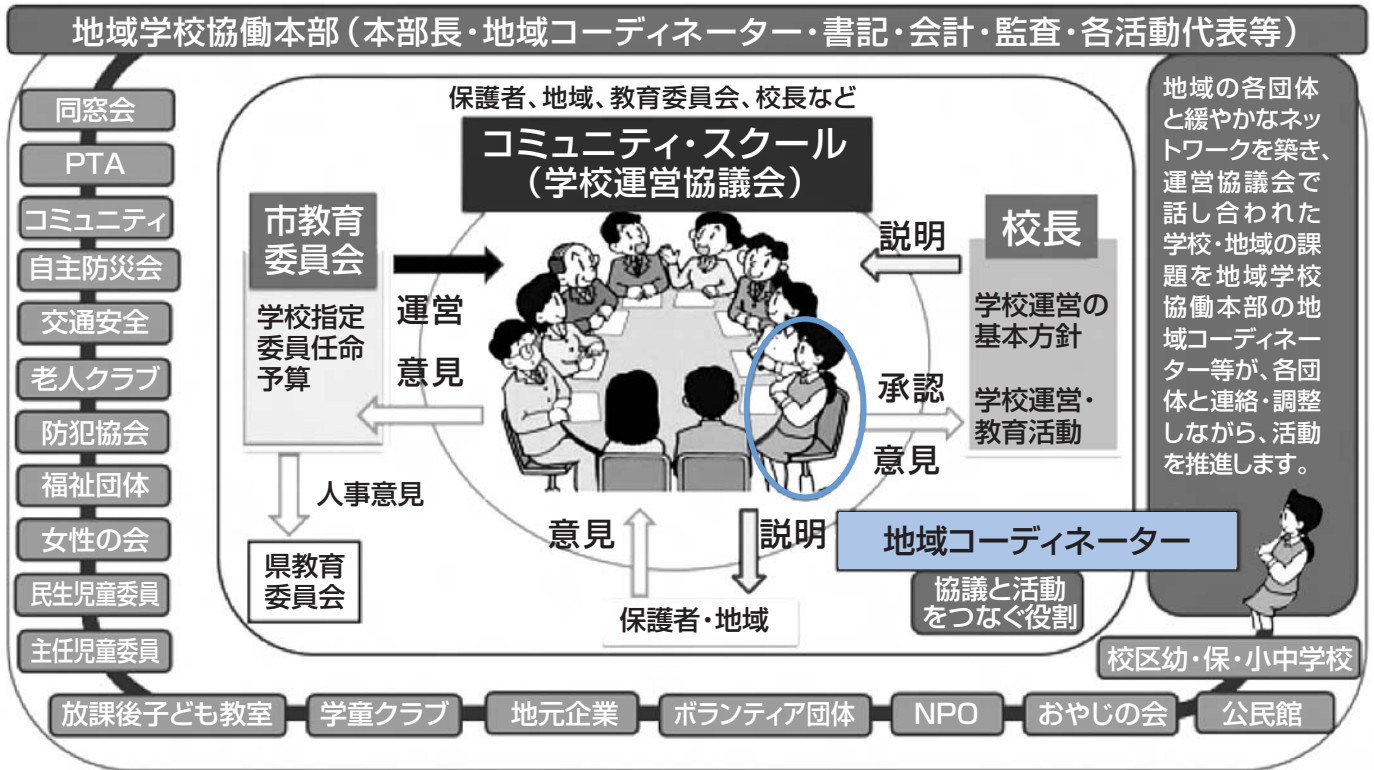 地域学校協働本部(本部長・地域コーディネーター・書記・会計・監査・各活動代表等)
同窓会
PTA
コミュニティ
自主防災会
交通安全
老人クラブ
防犯協会
福祉団体
女性の会
民生児童委員
主任児童委員
保護者、地域、教育委員会、校長など
コミュニティ・スクール
(学校運営協議会)
市教育
委員会
学校指定
委員任命
予算
運営
意見
人事意見
県教育
委員会
説明
校長
学校運営の
基本方針
学校運営・
教育活動
承認
意見
意見
説明
保護者・地域
地域コーディネーター
協議と活動
をつなぐ役割
地域の各団体
と緩やかなネッ
トワークを築き、
運営協議会で
話し合われた
学校・地域の課
題を地域学校
協働本部の地
域コーディネー
ター等が、各団
体と連絡・調整
しながら、活動
を推進します。
校区幼・保・小中学校
放課後子ども教室
学童クラブ
地元企業
ボランティア団体
NPO
おやじの会
公民館